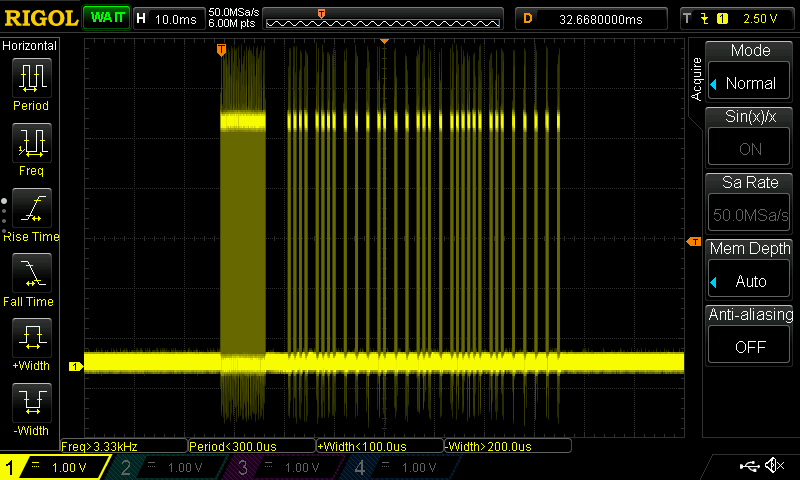 RIGOL WAIT H 10.0ms 50.0MSa/s 6.00M pts T D 32.6680000ms T 1 2.50 V
Horizontal
Period
Freq
Rise Time
Fall Time
+Width
-Width
T
T
1
Acquire
Mode
Normal
Sin(x)/x
ON
Sa Rate
50.0MSa/s
Mem Depth
Auto
Anti-aliasing
OFF
Freq>3.33kHz Period<300.0us +Width<100.0us -Width>200.0us
1 1.00 V 2 1.00 V 3 1.00 V 4 1.00 V